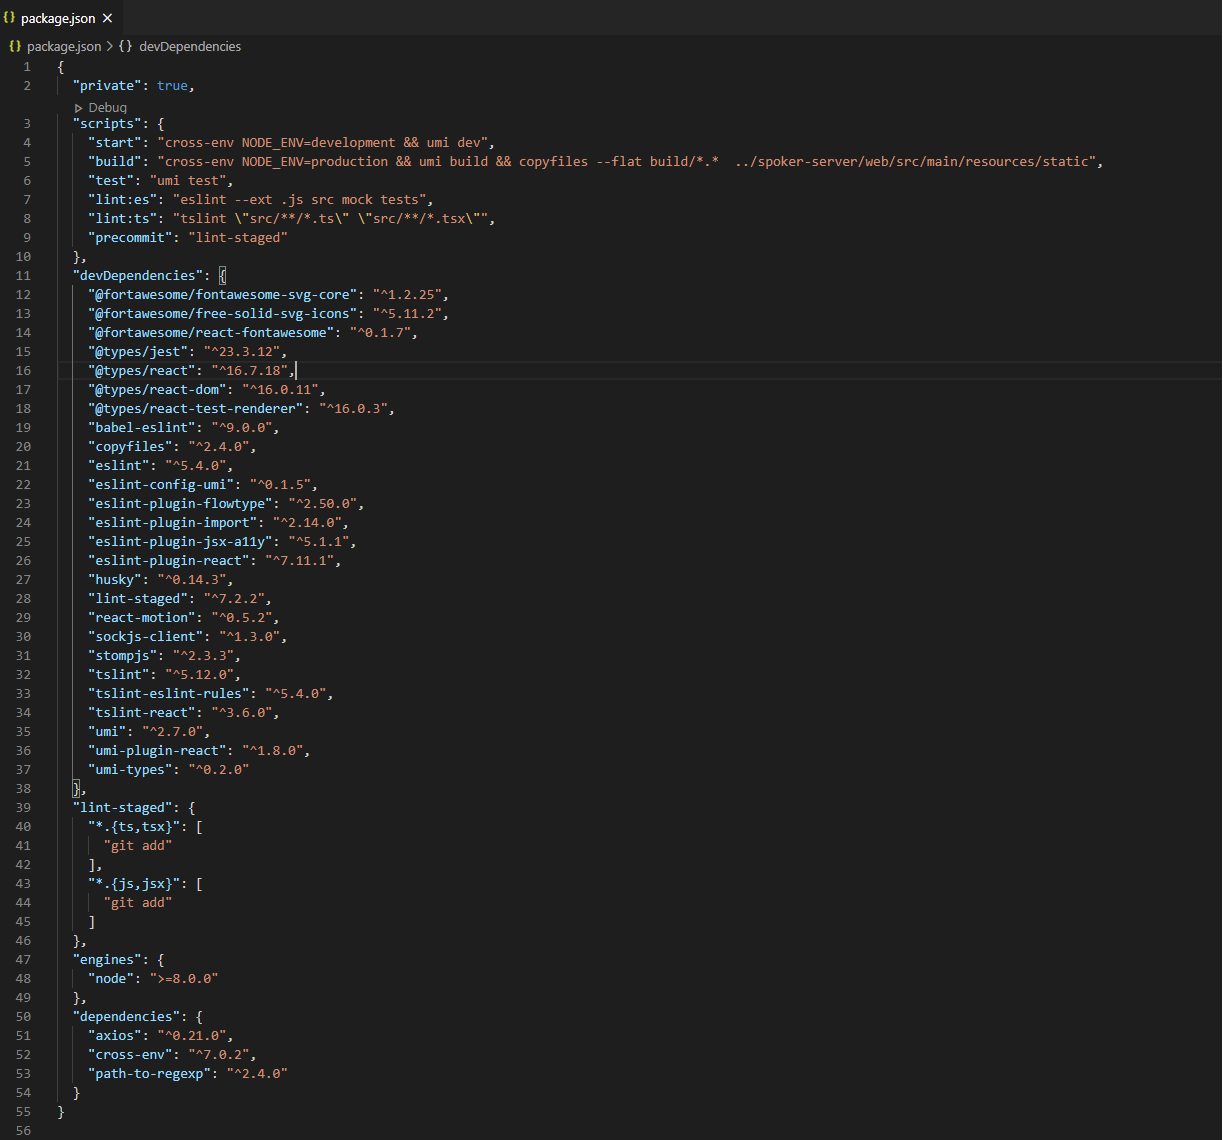 package.json
package.json > {} devDependencies
1 {
2 "private": true,
Debug
3 "scripts": {
4 "start": "cross-env NODE_ENV=development && umi dev",
5 "build": "cross-env NODE_ENV=production && umi build && copyfiles --flat build/*.*  ../spoker-server/web/src/main/resources/static",
6 "test": "umi test",
7 "lint:es": "eslint --ext .js src mock tests",
8 "lint:ts": "tslint \"src/**/*.ts\" \"src/**/*.tsx\"",
9 "precommit": "lint-staged"
10 },
11 "devDependencies": {
12 "@fortawesome/fontawesome-svg-core": "^1.2.25",
13 "@fortawesome/free-solid-svg-icons": "^5.11.2",
14 "@fortawesome/react-fontawesome": "^0.1.7",
15 "@types/jest": "^23.3.12",
16 "@types/react": "^16.7.18",
17 "@types/react-dom": "^16.0.11",
18 "@types/react-test-renderer": "^16.0.3",
19 "babel-eslint": "^9.0.0",
20 "copyfiles": "^2.4.0",
21 "eslint": "^5.4.0",
22 "eslint-config-umi": "^0.1.5",
23 "eslint-plugin-flowtype": "^2.50.0",
24 "eslint-plugin-import": "^2.14.0",
25 "eslint-plugin-jsx-a11y": "^5.1.1",
26 "eslint-plugin-react": "^7.11.1",
27 "husky": "^0.14.3",
28 "lint-staged": "^7.2.2",
29 "react-motion": "^0.5.2",
30 "sockjs-client": "^1.3.0",
31 "stompjs": "^2.3.3",
32 "tslint": "^5.12.0",
33 "tslint-eslint-rules": "^5.4.0",
34 "tslint-react": "^3.6.0",
35 "umi": "^2.7.0",
36 "umi-plugin-react": "^1.8.0",
37 "umi-types": "^0.2.0"
38 },
39 "lint-staged": {
40 "*.{ts,tsx}": [
41 "git add"
42 ],
43 "*.{js,jsx}": [
44 "git add"
45 ]
46 },
47 "engines": {
48 "node": ">=8.0.0"
49 },
50 "dependencies": {
51 "axios": "^0.21.0",
52 "cross-env": "^7.0.2",
53 "path-to-regexp": "^2.4.0"
54 }
55 }
56